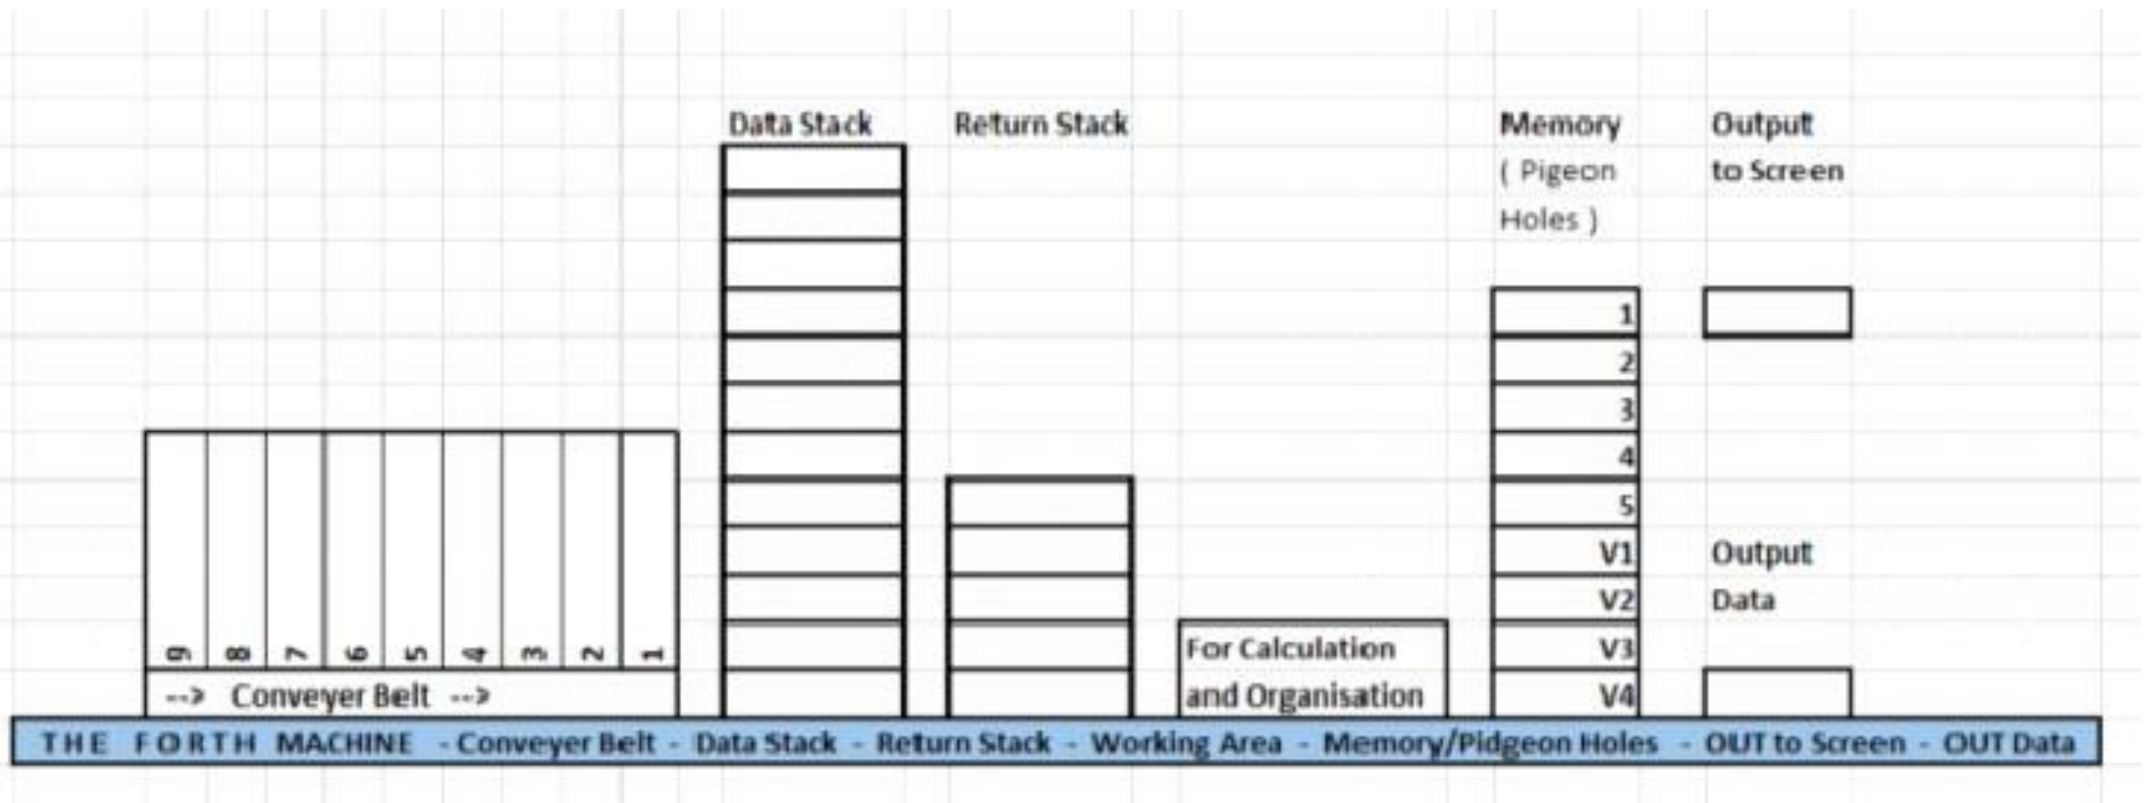 Data Stack
Return Stack
Memory
( Pigeon
Holes )
Output
to Screen
1
2
3
4
5
V1
V2
V3
V4
Output
Data
9 8 7 6 5 4 3 2 1
--> Conveyer Belt -->
For Calculation
and Organisation
THE FORTH MACHINE - Conveyer Belt - Data Stack - Return Stack - Working Area - Memory/Pidgeon Holes - OUT to Screen - OUT Data